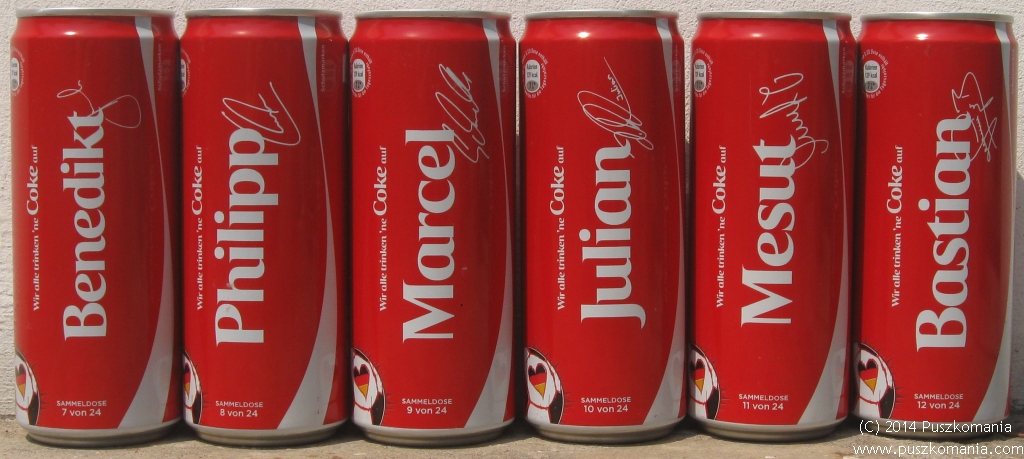 Wir alle trinken 'ne Coke auf
Benedikt
SAMMELDOSE
7 von 24
Wir alle trinken 'ne Coke auf
Philipp
SAMMELDOSE
8 von 24
Wir alle trinken 'ne Coke auf
Marcel
SAMMELDOSE
9 von 24
Wir alle trinken 'ne Coke auf
Julian
SAMMELDOSE
10 von 24
Wir alle trinken 'ne Coke auf
Mesut
SAMMELDOSE
11 von 24
Wir alle trinken 'ne Coke auf
Bastian
SAMMELDOSE
12 von 24
(C) 2014 Puszkomania
www.puszkomania.com